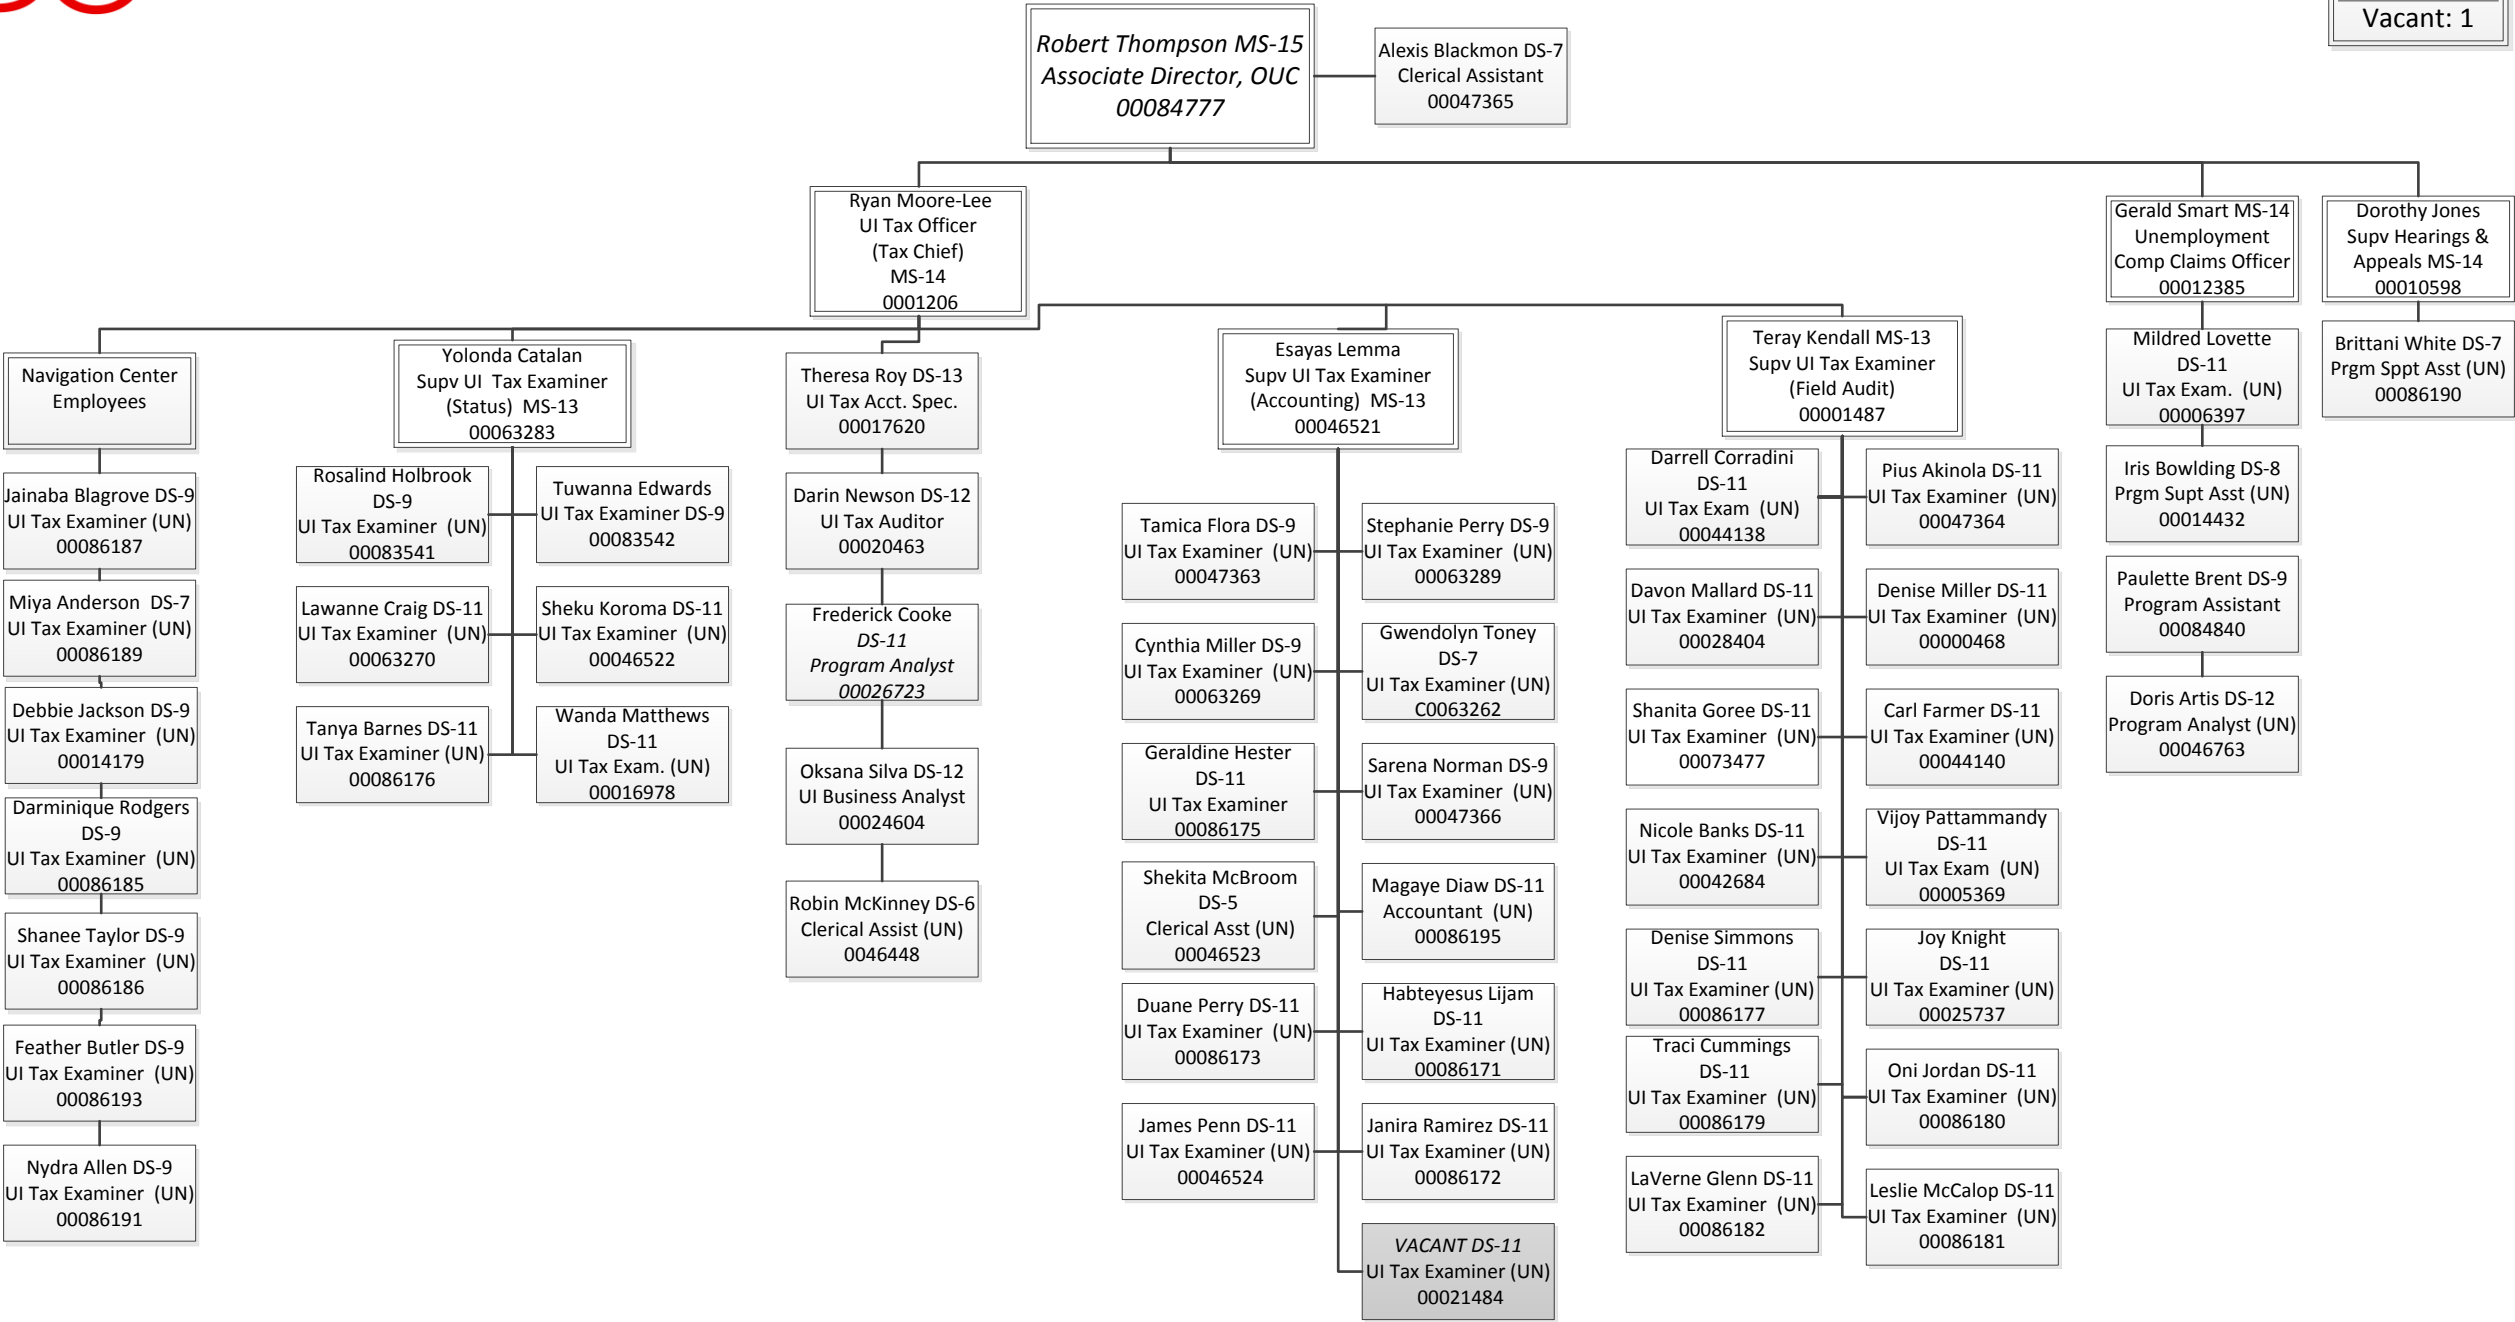 Vacant: 1
Robert Thompson MS-15
Associate Director, OUC
00084777
Alexis Blackmon DS-7
Clerical Assistant
00047365
Ryan Moore-Lee
UI Tax Officer
(Tax Chief)
MS-14
0001206
Gerald Smart MS-14
Unemployment
Comp Claims Officer
00012385
Dorothy Jones
Supv Hearings &
Appeals MS-14
00010598
Navigation Center
Employees
Yolonda Catalan
Supv UI Tax Examiner
(Status) MS-13
00063283
Theresa Roy DS-13
UI Tax Acct. Spec.
00017620
Esayas Lemma
Supv UI Tax Examiner
(Accounting) MS-13
00046521
Teray Kendall MS-13
Supv UI Tax Examiner
(Field Audit)
00001487
Mildred Lovette
DS-11
UI Tax Exam. (UN)
00006397
Brittani White DS-7
Prgm Sppt Asst (UN)
00086190
Jainaba Blagrove DS-9
UI Tax Examiner (UN)
00086187
Miya Anderson DS-7
UI Tax Examiner (UN)
00086189
Debbie Jackson DS-9
UI Tax Examiner (UN)
00014179
Darminique Rodgers
DS-9
UI Tax Examiner (UN)
00086185
Shanee Taylor DS-9
UI Tax Examiner (UN)
00086186
Feather Butler DS-9
UI Tax Examiner (UN)
00086193
Nydra Allen DS-9
UI Tax Examiner (UN)
00086191
Rosalind Holbrook
DS-9
UI Tax Examiner (UN)
00083541
Tuwanna Edwards
UI Tax Examiner DS-9
00083542
Lawanne Craig DS-11
UI Tax Examiner (UN)
00063270
Sheku Koroma DS-11
UI Tax Examiner (UN)
00046522
Tanya Barnes DS-11
UI Tax Examiner (UN)
00086176
Wanda Matthews
DS-11
UI Tax Exam. (UN)
00016978
Darin Newson DS-12
UI Tax Auditor
00020463
Frederick Cooke
DS-11
Program Analyst
00026723
Oksana Silva DS-12
UI Business Analyst
00024604
Robin McKinney DS-6
Clerical Assist (UN)
0046448
Tamica Flora DS-9
UI Tax Examiner (UN)
00047363
Stephanie Perry DS-9
UI Tax Examiner (UN)
00063289
Cynthia Miller DS-9
UI Tax Examiner (UN)
00063269
Gwendolyn Toney
DS-7
UI Tax Examiner (UN)
C0063262
Geraldine Hester
DS-11
UI Tax Examiner
00086175
Sarena Norman DS-9
UI Tax Examiner (UN)
00047366
Shekita McBroom
DS-5
Clerical Asst (UN)
00046523
Magaye Diaw DS-11
Accountant (UN)
00086195
Duane Perry DS-11
UI Tax Examiner (UN)
00086173
Habteyesus Lijam
DS-11
UI Tax Examiner (UN)
00086171
James Penn DS-11
UI Tax Examiner (UN)
00046524
Janira Ramirez DS-11
UI Tax Examiner (UN)
00086172
VACANT DS-11
UI Tax Examiner (UN)
00021484
Darrell Corradini
DS-11
UI Tax Exam (UN)
00044138
Pius Akinola DS-11
UI Tax Examiner (UN)
00047364
Davon Mallard DS-11
UI Tax Examiner (UN)
00028404
Denise Miller DS-11
UI Tax Examiner (UN)
00000468
Shanita Goree DS-11
UI Tax Examiner (UN)
00073477
Carl Farmer DS-11
UI Tax Examiner (UN)
00044140
Nicole Banks DS-11
UI Tax Examiner (UN)
00042684
Vijoy Pattammandy
DS-11
UI Tax Exam (UN)
00005369
Denise Simmons
DS-11
UI Tax Examiner (UN)
00086177
Joy Knight
DS-11
UI Tax Examiner (UN)
00025737
Traci Cummings
DS-11
UI Tax Examiner (UN)
00086179
Oni Jordan DS-11
UI Tax Examiner (UN)
00086180
LaVerne Glenn DS-11
UI Tax Examiner (UN)
00086182
Leslie McCalop DS-11
UI Tax Examiner (UN)
00086181
Iris Bowlding DS-8
Prgm Supt Asst (UN)
00014432
Paulette Brent DS-9
Program Assistant
00084840
Doris Artis DS-12
Program Analyst (UN)
00046763